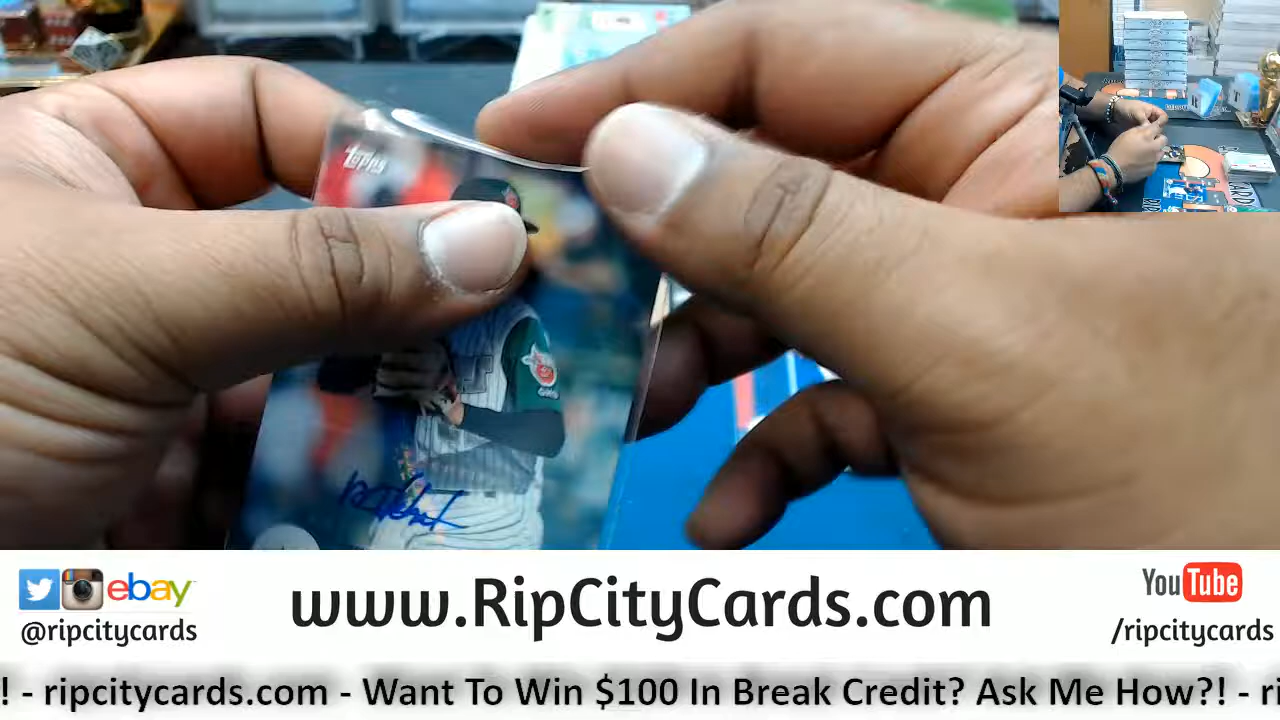 Topps
ebay
@ripcitycards
www.RipCityCards.com
YouTube
/ripcitycards
! - ripcitycards.com - Want To Win $100 In Break Credit? Ask Me How?! - ri